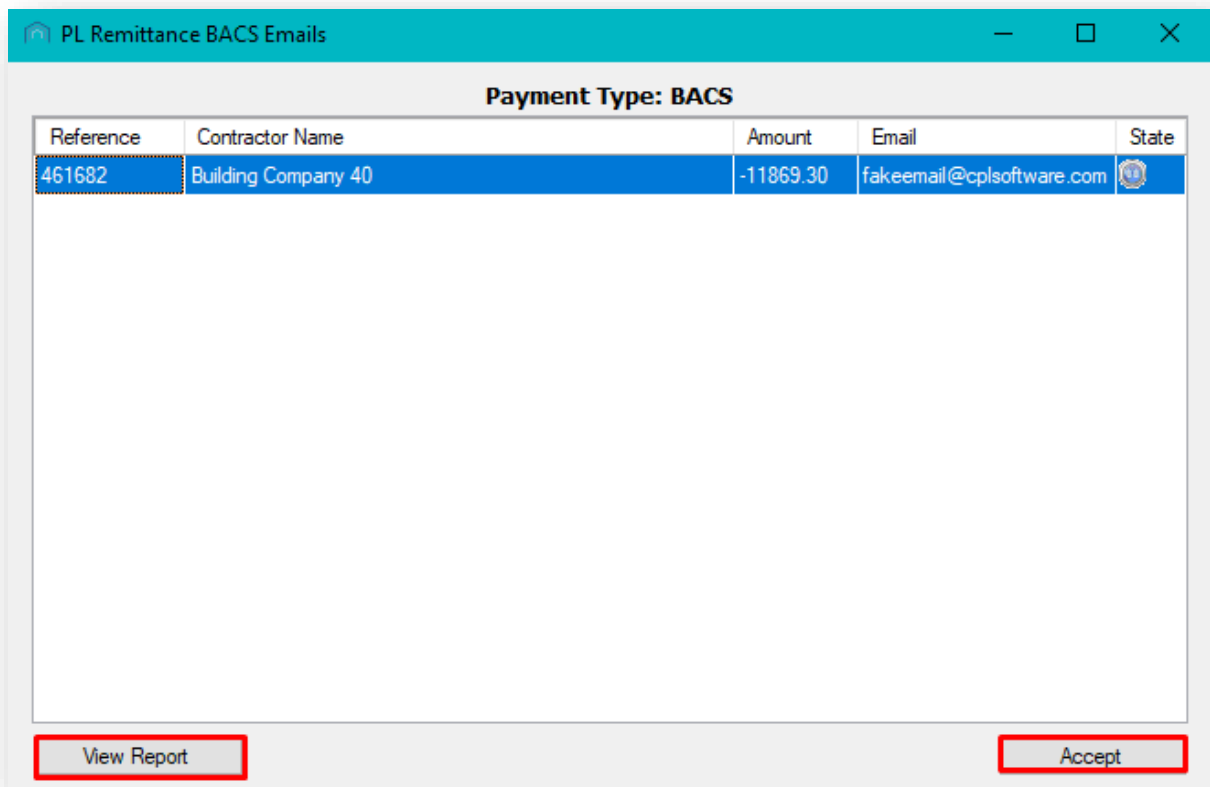 PL Remittance BACS Emails
Payment Type: BACS
Reference Contractor Name Amount Email State
461682 Building Company 40 -11869.30 fakeemail@cplsoftware.com
View Report Accept